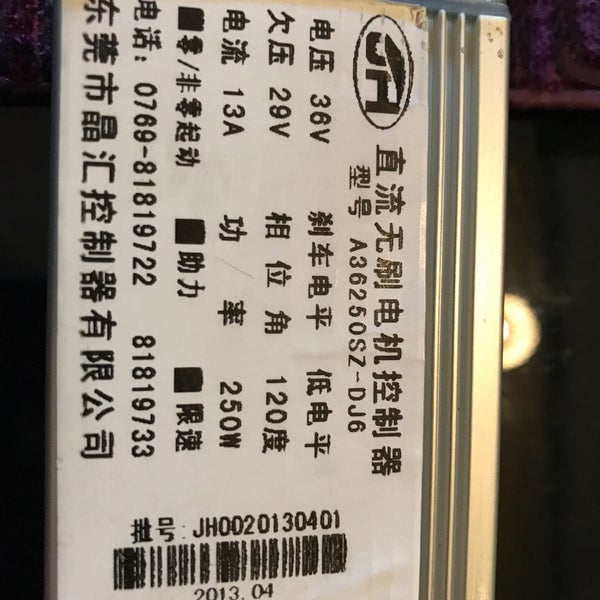 JH
直流无刷电机控制器
型号 A36250SZ-DJ6
电压 36V 刹车电平 低电平
欠压 29V 相位角 120度
电流 13A 功率 250W
■零/非零起动 ■助力 ■限速
电话: 0769-81819722 81819733
东莞市晶汇控制器有限公司
批号: JH0020130401
2013.04